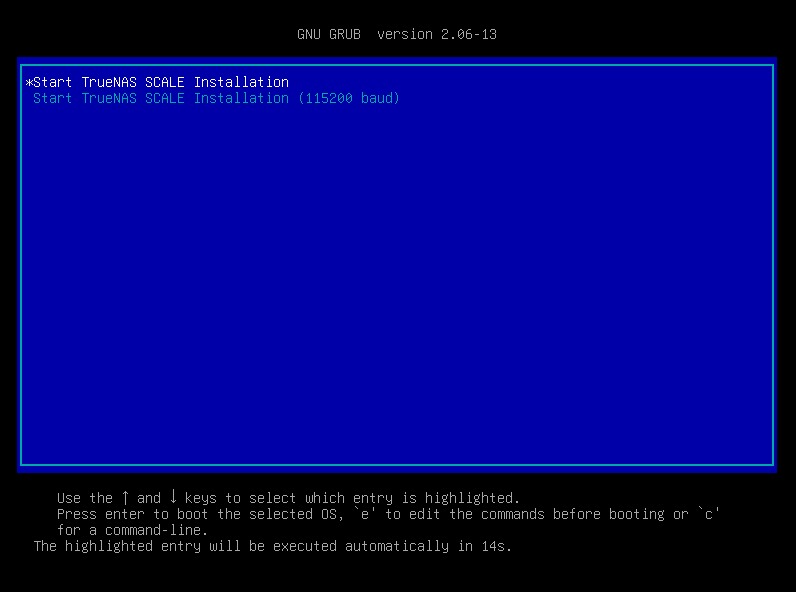 GNU GRUB  version 2.06-13
*Start TrueNAS SCALE Installation
Start TrueNAS SCALE Installation (115200 baud)
Use the ↑ and ↓ keys to select which entry is highlighted.
Press enter to boot the selected OS, `e' to edit the commands before booting or `c'
for a command-line.
The highlighted entry will be executed automatically in 14s.